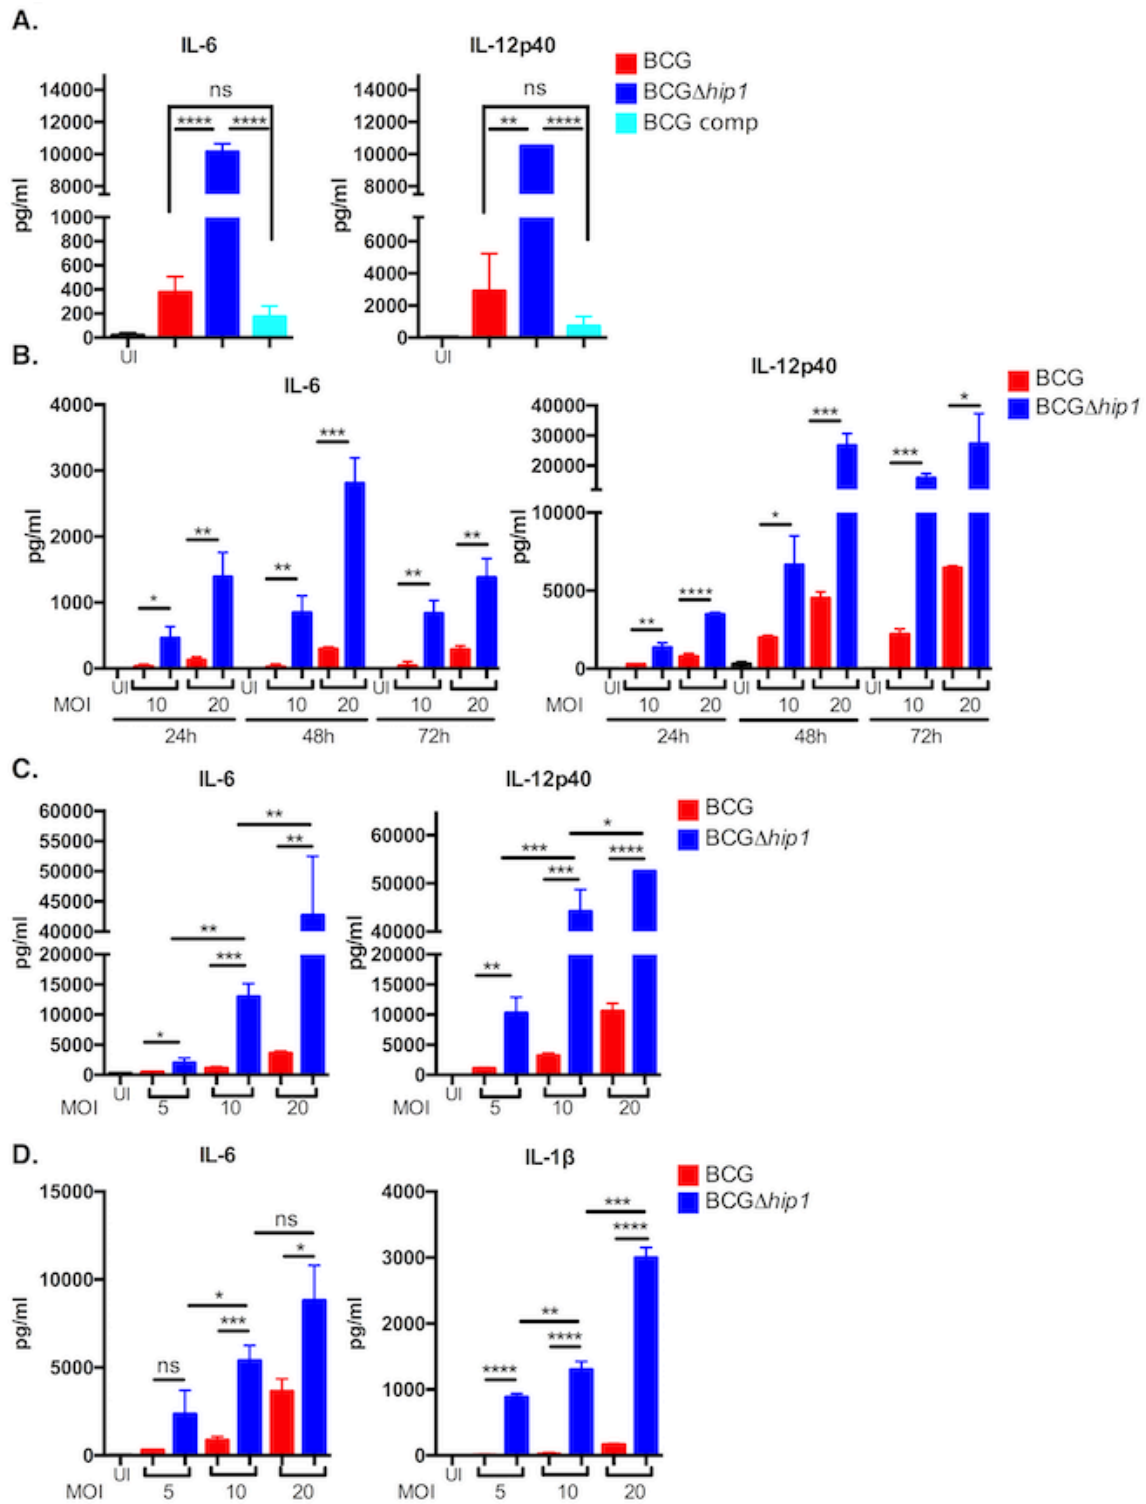 A.
IL-6
IL-12p40
BCG
BCGΔhip1
BCG comp
pg/ml
14000
12000
10000
8000
1000
800
600
400
200
0
ns
****
****
UI
pg/ml
14000
12000
10000
8000
6000
4000
2000
0
ns
**
****
UI
B.
IL-6
IL-12p40
BCG
BCGΔhip1
pg/ml
4000
3000
2000
1000
0
*
**
**
***
**
**
UI
UI
UI
MOI
10
20
10
20
10
20
24h
48h
72h
pg/ml
40000
30000
20000
10000
5000
0
**
****
*
***
***
*
UI
UI
UI
MOI
10
20
10
20
10
20
24h
48h
72h
C.
IL-6
IL-12p40
BCG
BCGΔhip1
pg/ml
60000
55000
50000
45000
40000
20000
15000
10000
5000
0
*
**
***
**
**
UI
MOI
5
10
20
pg/ml
60000
50000
40000
20000
15000
10000
5000
0
**
***
***
*
****
UI
MOI
5
10
20
D.
IL-6
IL-1β
BCG
BCGΔhip1
pg/ml
15000
10000
5000
0
ns
*
***
ns
*
UI
MOI
5
10
20
pg/ml
4000
3000
2000
1000
0
****
**
****
***
****
UI
MOI
5
10
20